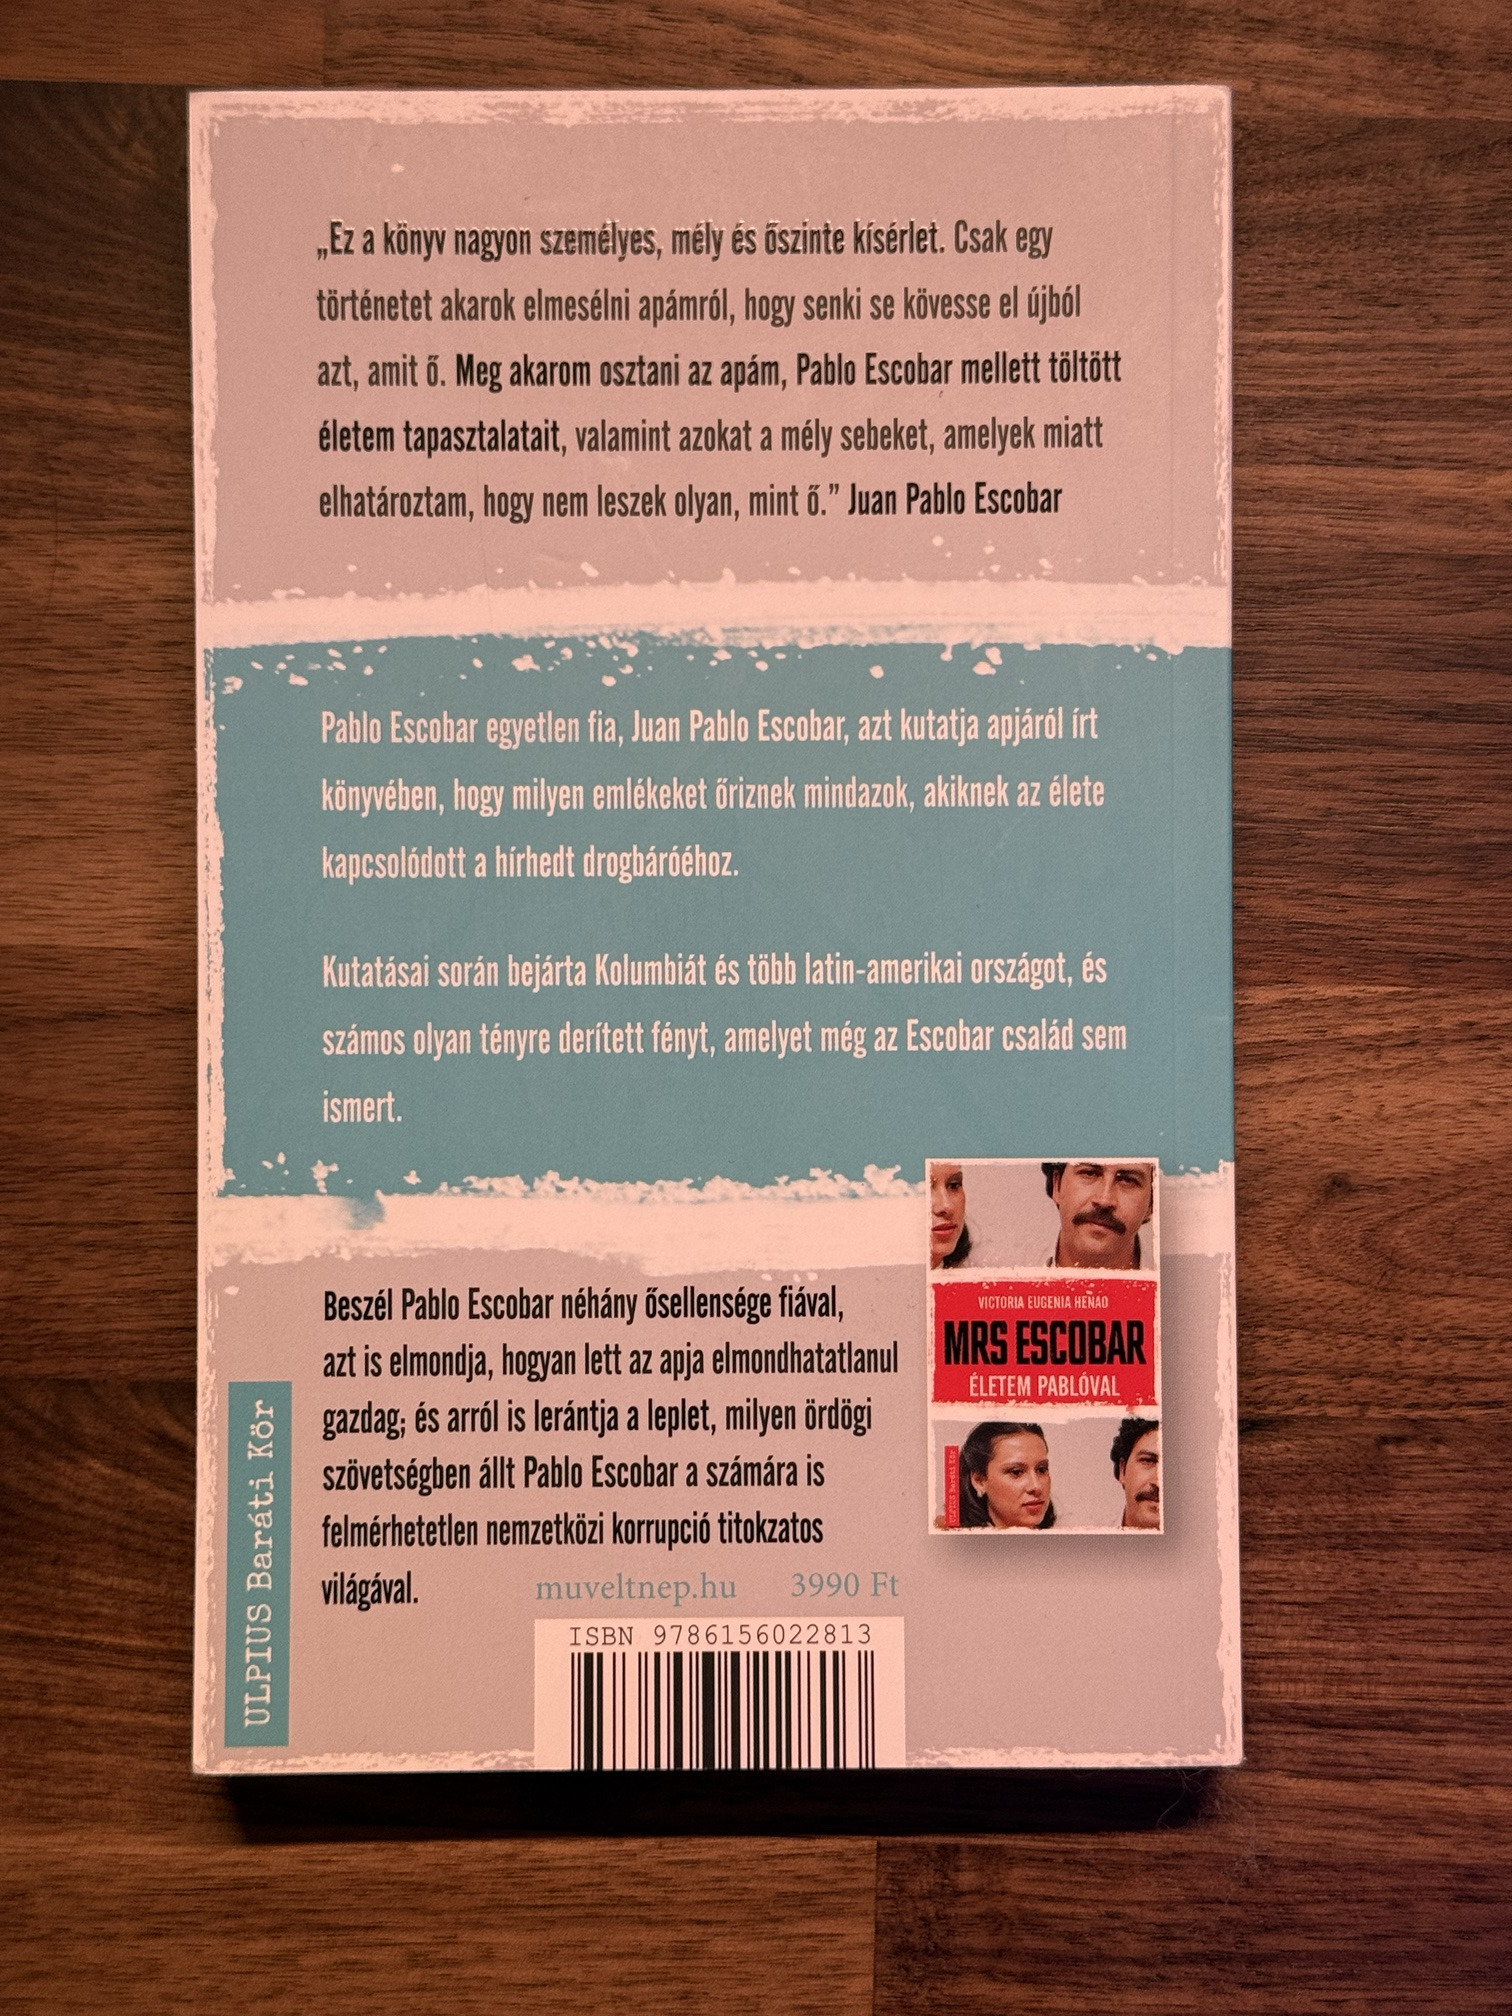 „Ez a könyv nagyon személyes, mély és őszinte kísérlet. Csak egy
történetet akarok elmesélni apámról, hogy senki se kövesse el újból
azt, amit ő. Meg akarom osztani az apám, Pablo Escobar mellett töltött
életem tapasztalatait, valamint azokat a mély sebeket, amelyek miatt
elhatároztam, hogy nem leszek olyan, mint ő.” Juan Pablo Escobar
Pablo Escobar egyetlen fia, Juan Pablo Escobar, azt kutatja apjáról írt
könyvében, hogy milyen emlékeket őriznek mindazok, akiknek az élete
kapcsolódott a hírhedt drogbáróéhoz.
Kutatásai során bejárta Kolumbiát és több latin-amerikai országot, és
számos olyan tényre derített fényt, amelyet még az Escobar család sem
ismert.
Beszél Pablo Escobar néhány ősellensége fiával,
azt is elmondja, hogyan lett az apja elmondhatatlanul
gazdag; és arról is lerántja a leplet, milyen ördögi
szövetségben állt Pablo Escobar a számára is
felmérhetetlen nemzetközi korrupció titokzatos
világával.
VICTORIA EUGENIA HENAO
MRS ESCOBAR
ÉLETEM PABLÓVAL
ULPIUS Baráti Kör
ULPIUS Baráti Kör
muveltnep.hu 3990 Ft
ISBN 9786156022813